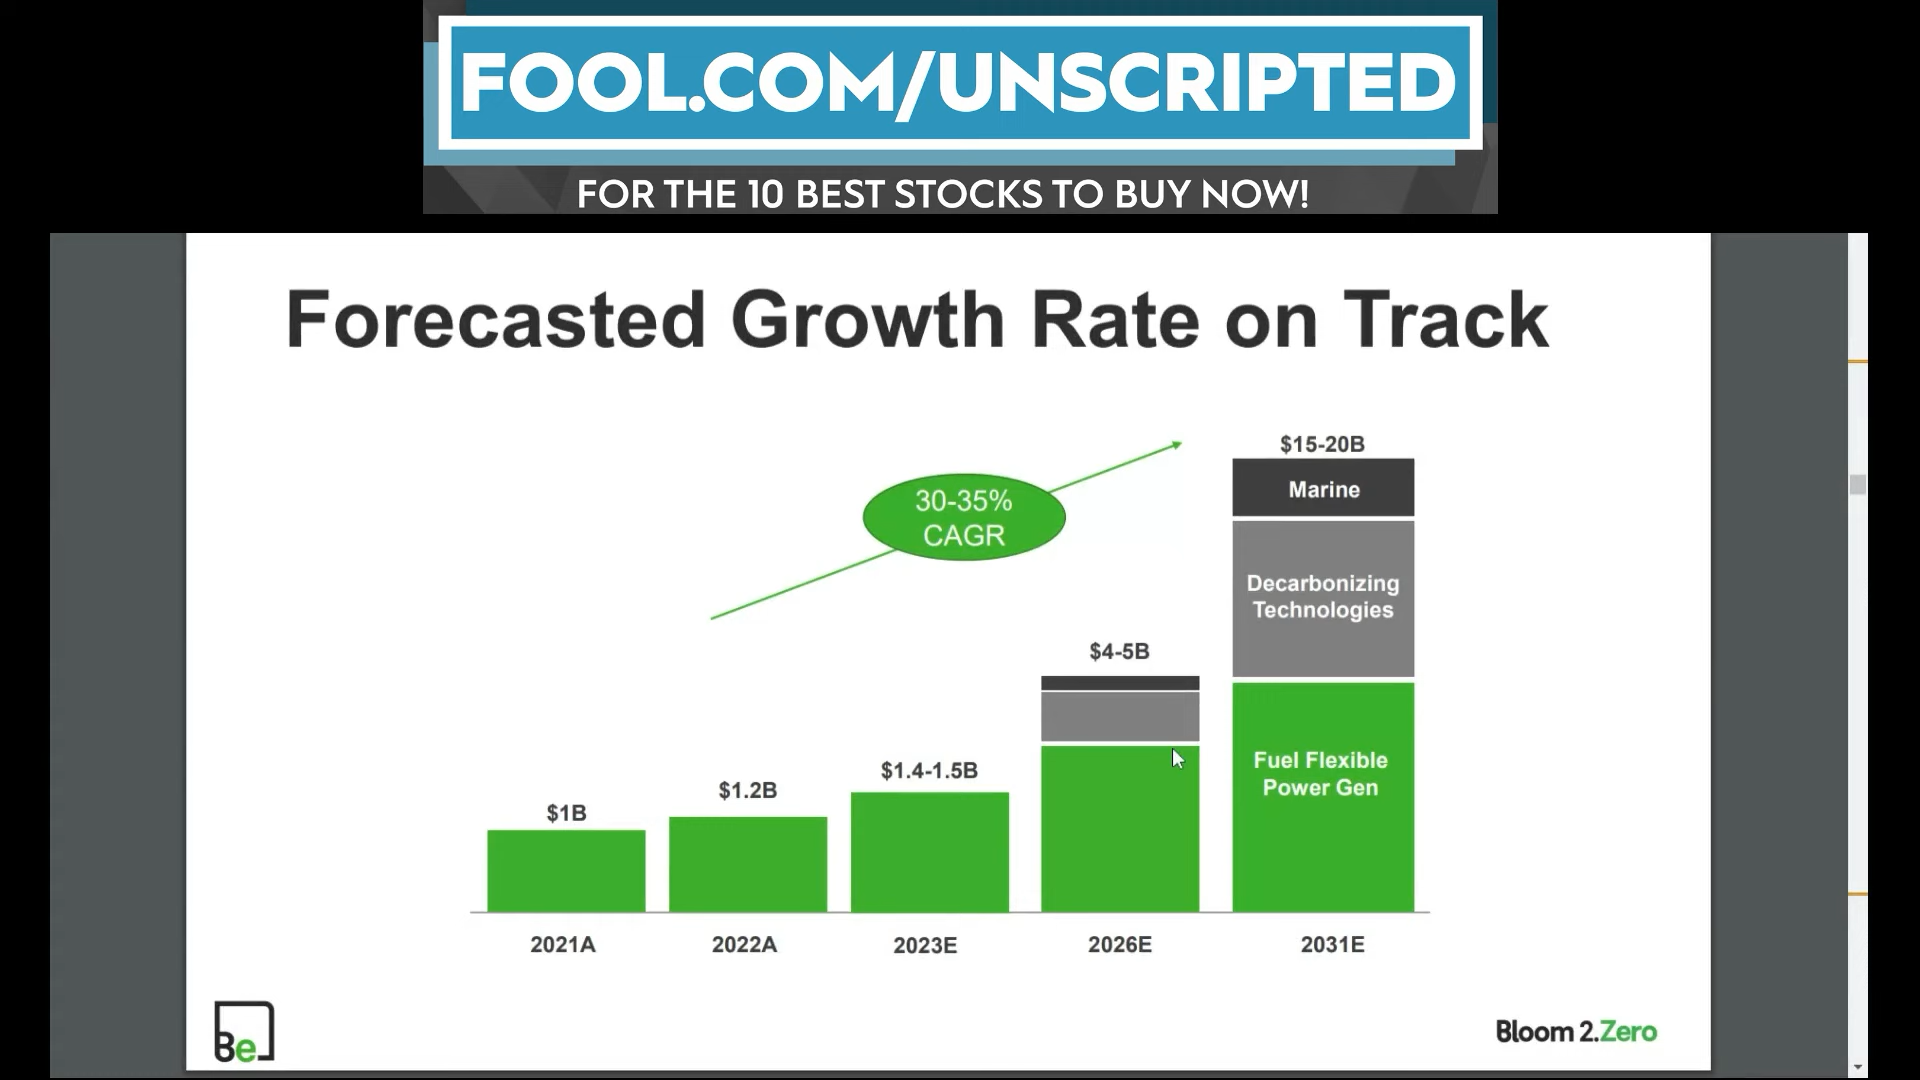 FOOL.COM/UNSCRIPTED
FOR THE 10 BEST STOCKS TO BUY NOW!
Forecasted Growth Rate on Track
$15-20B
Marine
30-35%
CAGR
Decarbonizing
Technologies
$4-5B
Fuel Flexible
Power Gen
$1.4-1.5B
$1.2B
$1B
2021A
2022A
2023E
2026E
2031E
Be
Bloom 2.Zero